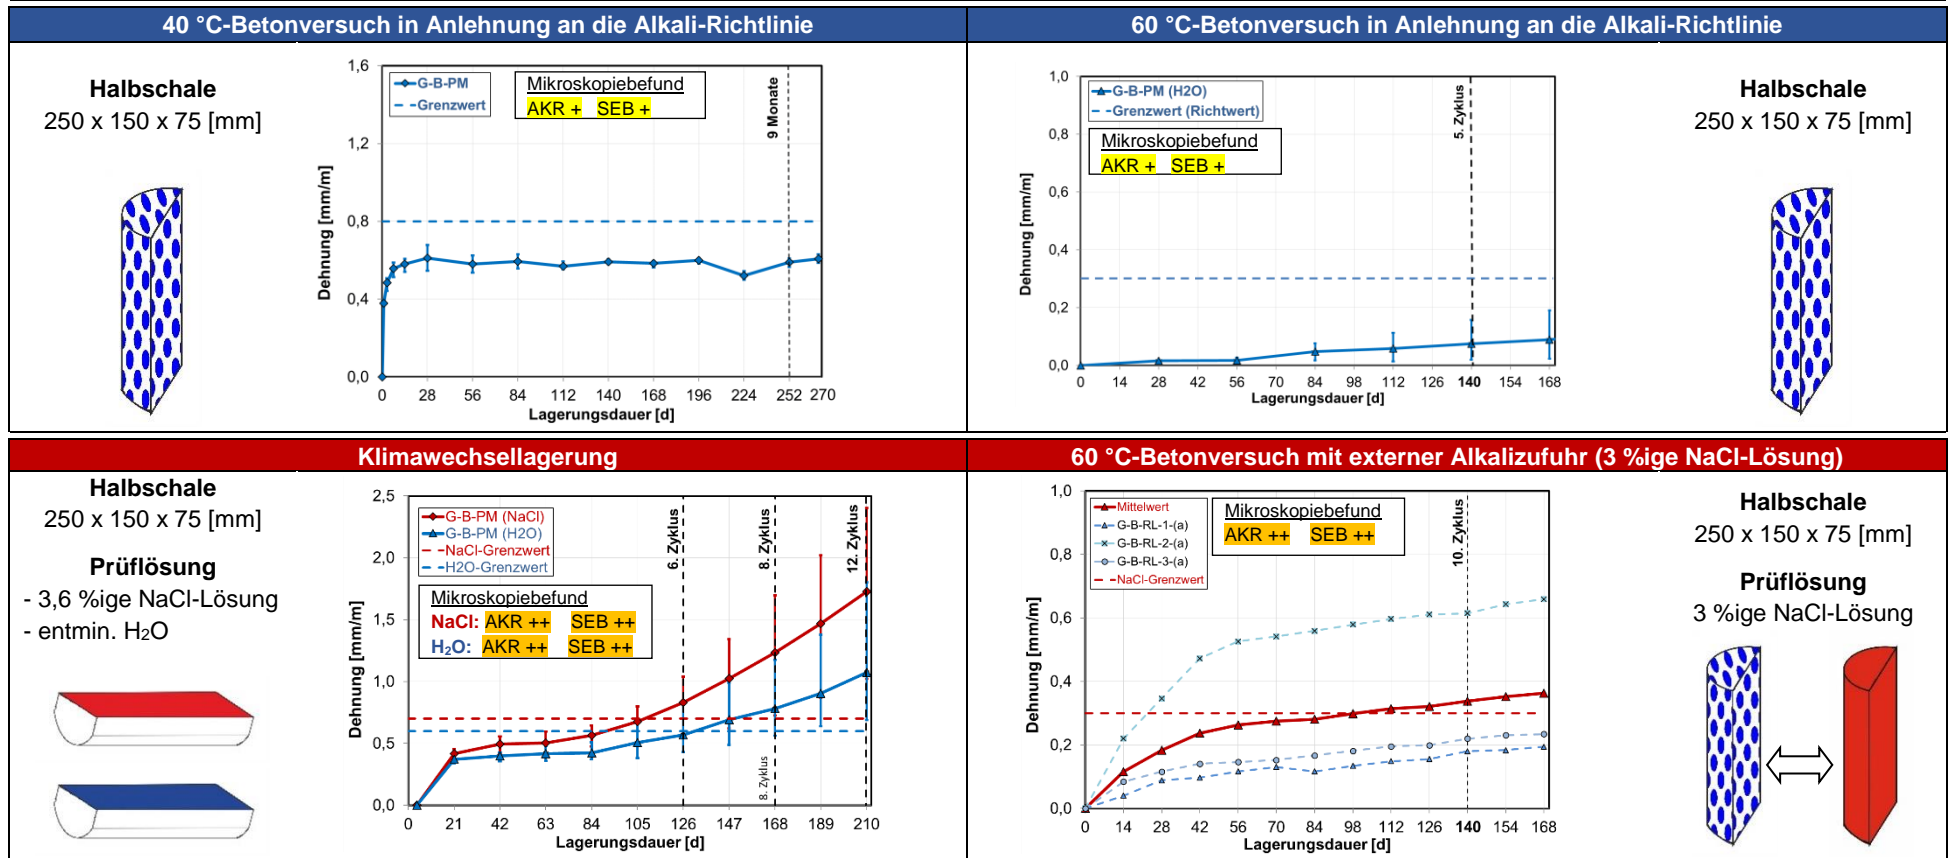 40 °C-Betonversuch in Anlehnung an die Alkali-Richtlinie
Halbschale
250 x 150 x 75 [mm]
Dehnung [mm/m]
1,6
1,2
0,8
0,4
0,0
G-B-PM
Grenzwert
Mikroskopiebefund
AKR + SEB +
9 Monate
0 28 56 84 112 140 168 196 224 252 270
Lagerungsdauer [d]
60 °C-Betonversuch in Anlehnung an die Alkali-Richtlinie
Dehnung [mm/m]
1,0
0,8
0,6
0,4
0,2
0,0
G-B-PM (H2O)
Grenzwert (Richtwert)
Mikroskopiebefund
AKR + SEB +
5. Zyklus
0 14 28 42 56 70 84 98 112 126 140 154 168
Lagerungsdauer [d]
Halbschale
250 x 150 x 75 [mm]
Klimawechsellagerung
Halbschale
250 x 150 x 75 [mm]
Prüflösung
- 3,6 %ige NaCl-Lösung
- entmin. H₂O
Dehnung [mm/m]
2,5
2,0
1,5
1,0
0,5
0,0
G-B-PM (NaCl)
G-B-PM (H2O)
NaCl-Grenzwert
H2O-Grenzwert
Mikroskopiebefund
NaCl: AKR ++ SEB ++
H₂O: AKR ++ SEB ++
6. Zyklus
8. Zyklus
8. Zyklus
12. Zyklus
0 21 42 63 84 105 126 147 168 189 210
Lagerungsdauer [d]
60 °C-Betonversuch mit externer Alkalizufuhr (3 %ige NaCl-Lösung)
Dehnung [mm/m]
1,0
0,8
0,6
0,4
0,2
0,0
Mittelwert
G-B-RL-1-(a)
G-B-RL-2-(a)
G-B-RL-3-(a)
NaCl-Grenzwert
Mikroskopiebefund
AKR ++ SEB ++
10. Zyklus
0 14 28 42 56 70 84 98 112 126 140 154 168
Lagerungsdauer [d]
Halbschale
250 x 150 x 75 [mm]
Prüflösung
3 %ige NaCl-Lösung